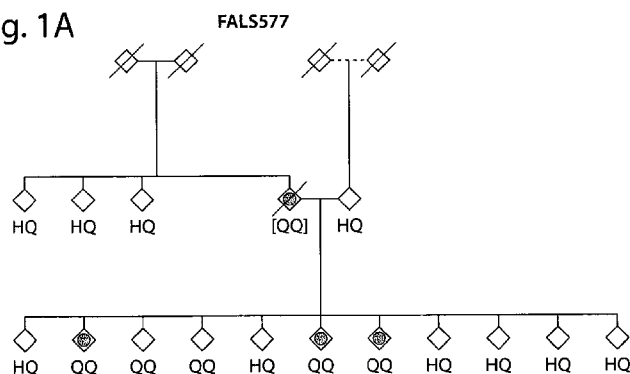 g. 1A
FALS577
HQ HQ HQ [QQ] HQ
HQ QQ QQ QQ HQ QQ QQ HQ HQ HQ HQ